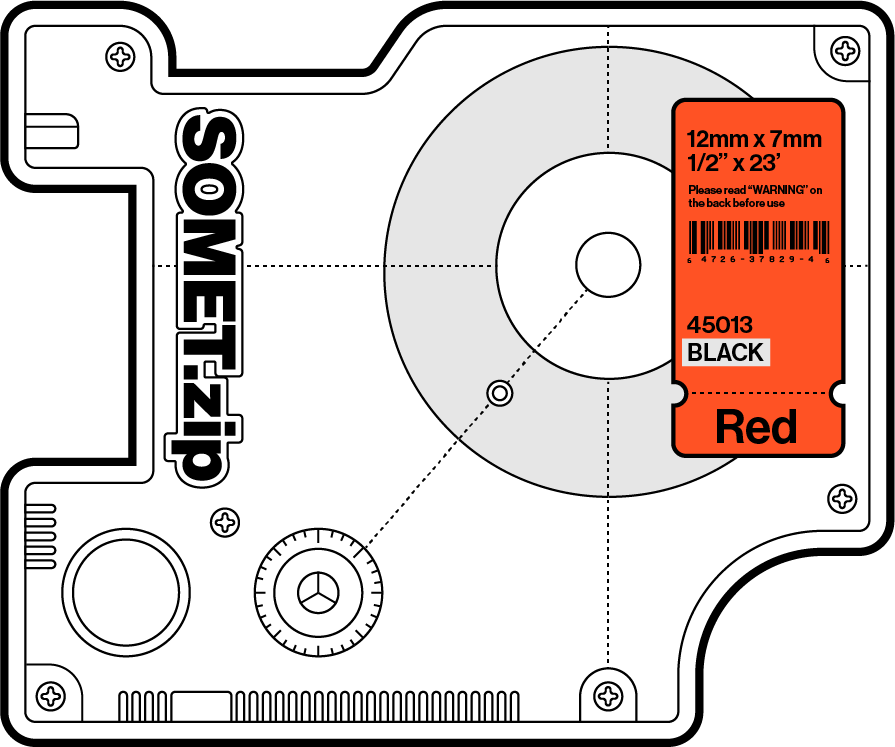 SOMET.zip
12mm x 7mm
1/2” x 23’
Please read “WARNING” on
the back before use
6 4726-37829-4 6
45013
BLACK
Red